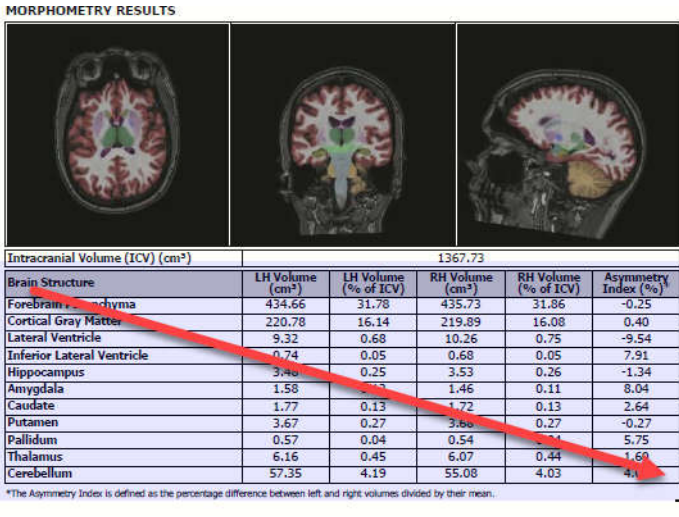 MORPHOMETRY RESULTS
Intracranial Volume (ICV) (cm³) 1367.73
Brain Structure LH Volume (cm³) LH Volume (% of ICV) RH Volume (cm³) RH Volume (% of ICV) Asymmetry Index (%)*
Forebrain 434.66 31.78 435.73 31.86 -0.25
Cortical Gray Matter 220.78 16.14 219.89 16.08 0.40
Lateral Ventricle 9.32 0.68 10.26 0.75 -9.54
Inferior Lateral Ventricle 0.74 0.05 0.68 0.05 7.91
Hippocampus 0.25 3.53 0.26 -1.34
Amygdala 1.58 1.46 0.11 8.04
Caudate 1.77 0.13 1.72 0.13 2.64
Putamen 3.67 0.27 0.27 -0.27
Pallidum 0.57 0.04 0.54 5.75
Thalamus 6.16 0.45 6.07 0.44
Cerebellum 57.35 4.19 55.08 4.03
*The Asymmetry Index is defined as the percentage difference between left and right volumes divided by their mean.